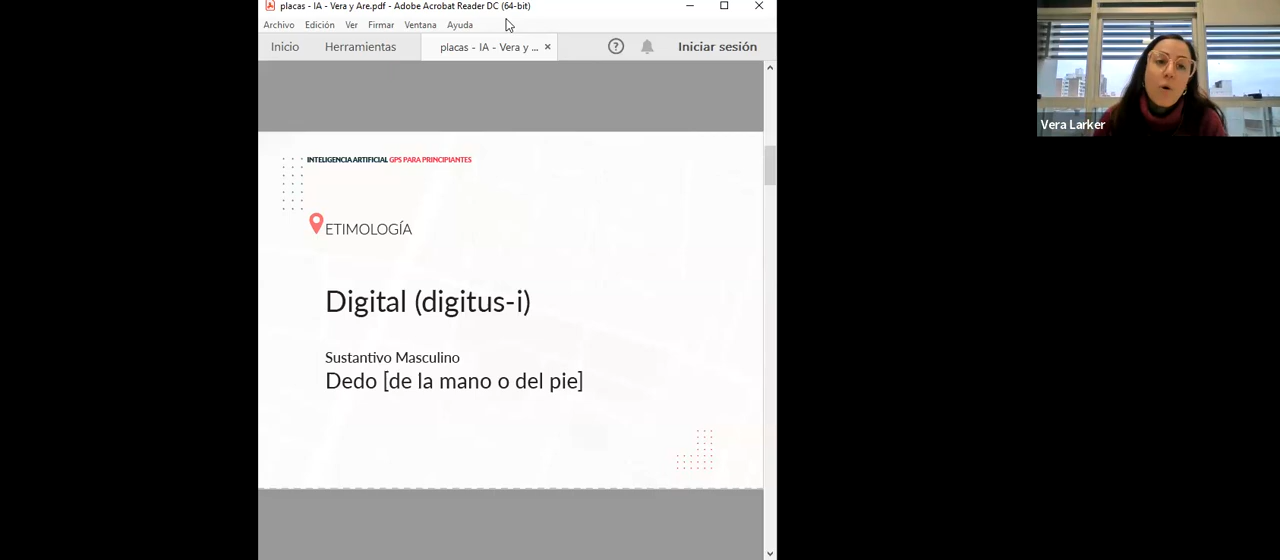 placas - IA - Vera y Are.pdf - Adobe Acrobat Reader DC (64-bit)
Archivo Edición Ver Firmar Ventana Ayuda
Inicio Herramientas placas - IA - Vera y ... × ? Iniciar sesión
Vera Larker
INTELIGENCIA ARTIFICIAL GPS PARA PRINCIPIANTES
ETIMOLOGÍA
Digital (digitus-i)
Sustantivo Masculino
Dedo [de la mano o del pie]